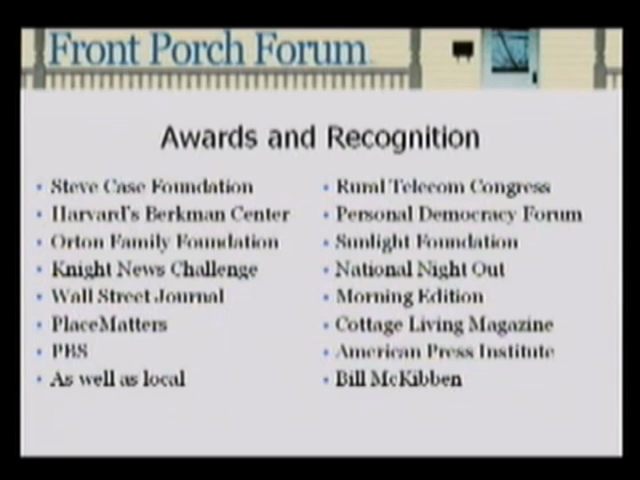 Front Porch Forum
Awards and Recognition
• Steve Case Foundation
• Harvard's Berkman Center
• Orton Family Foundation
• Knight News Challenge
• Wall Street Journal
• PlaceMatters
• PBS
• As well as local
• Rural Telecom Congress
• Personal Democracy Forum
• Sunlight Foundation
• National Night Out
• Morning Edition
• Cottage Living Magazine
• American Press Institute
• Bill McKibben